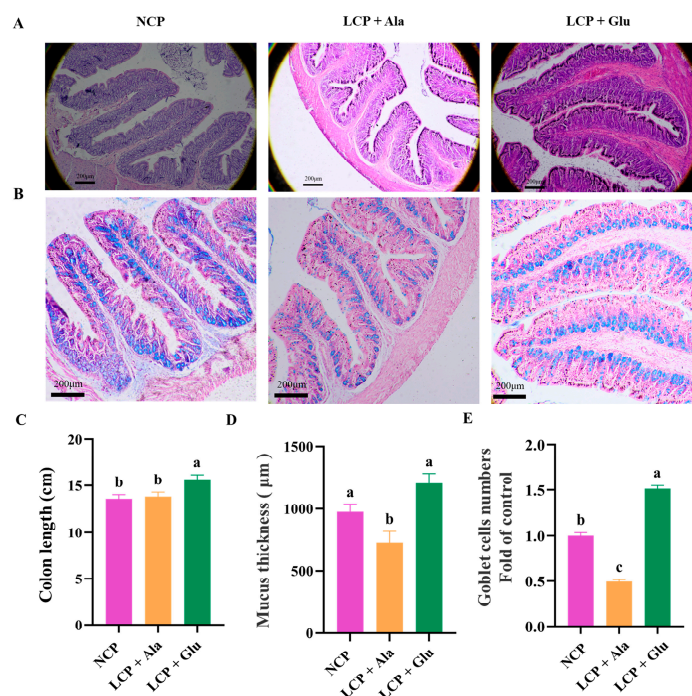 A NCP LCP + Ala LCP + Glu
200μm 200μm
B
200μm 200μm 200μm
C D E
Colon length (cm)
20
15
10
5
0
b b a
NCP LCP + Ala LCP + Glu
Mucus thickness ( μm)
1500
1000
500
0
a b a
NCP LCP + Ala LCP + Glu
Goblet cells numbers
Fold of control
2.0
1.5
1.0
0.5
0.0
b c a
NCP LCP + Ala LCP + Glu